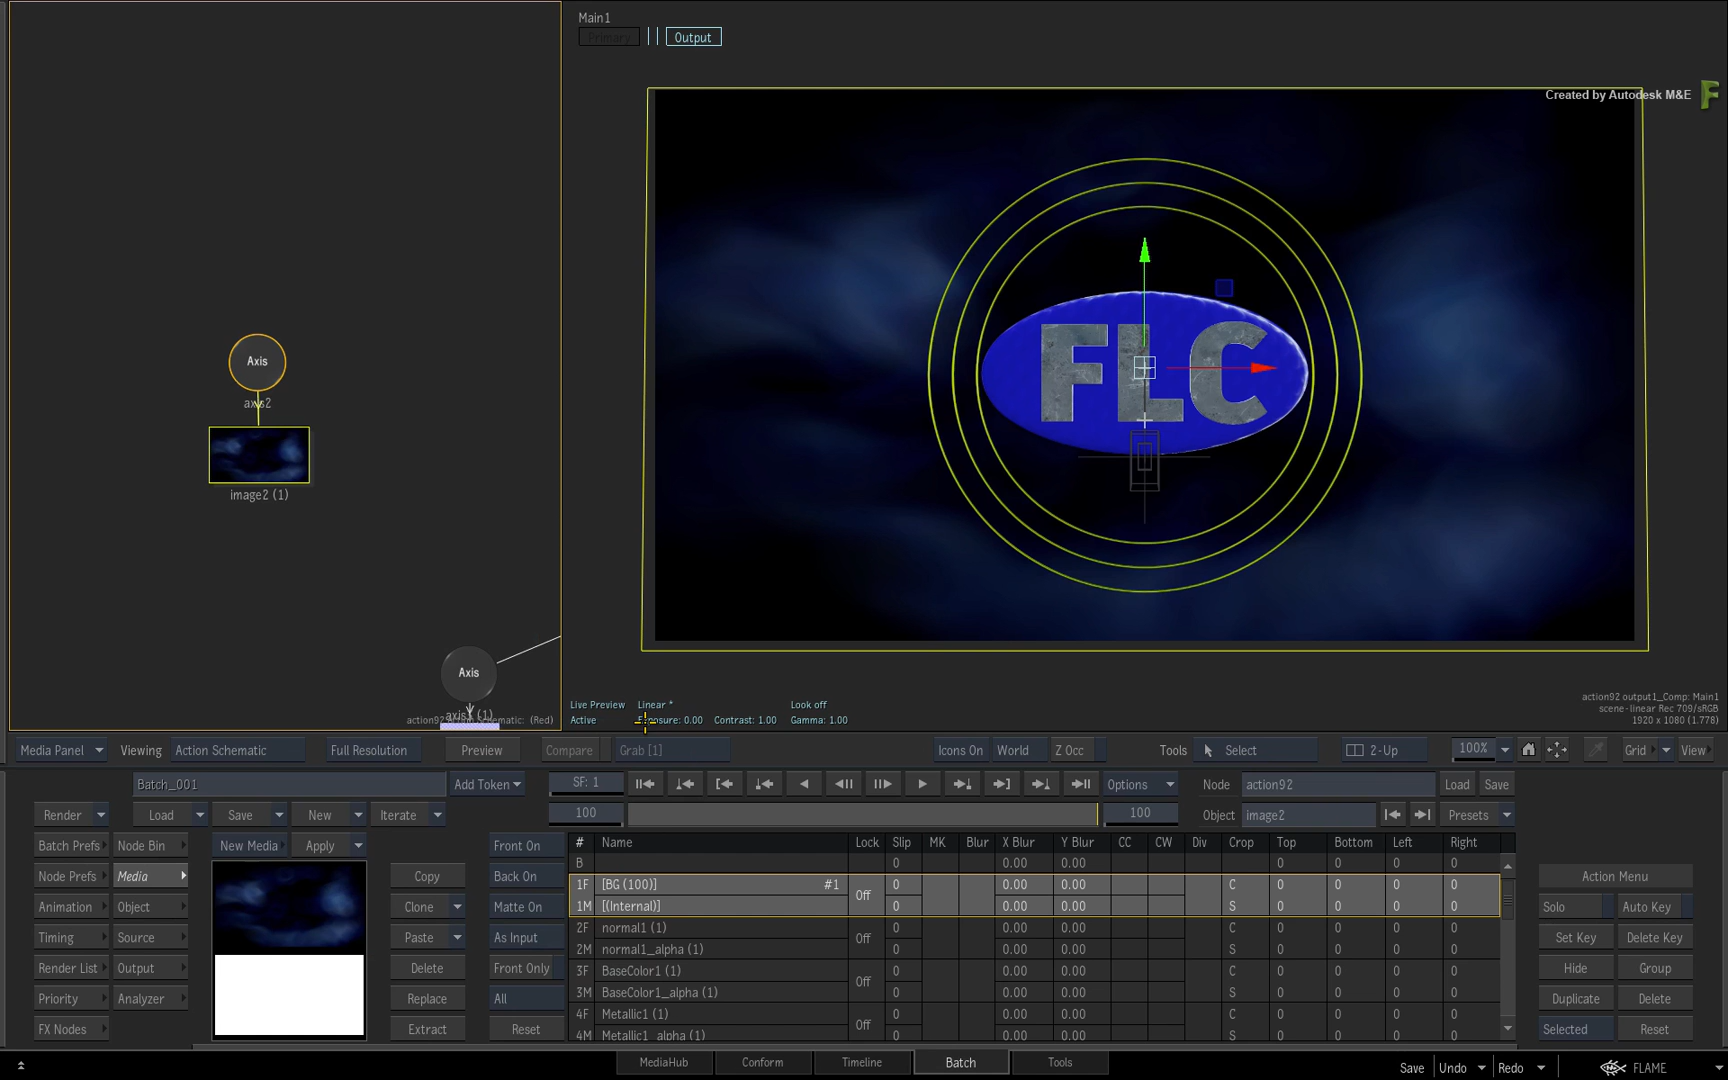 Main1
Primary Output
Created by Autodesk M&E
FLC
Axis
axis2
image2 (1)
Axis
Live Preview Linear * Look off
Active Exposure: 0.00 Contrast: 1.00 Gamma: 1.00
action92 output1_Comp: Main1
scene-linear Rec 709/sRGB
1920 x 1080 (1.778)
Media Panel Viewing Action Schematic Full Resolution Preview Compare Grab [1] Icons On World Z Occ Tools Select 2-Up 100% Grid View
Batch_001 Add Token SF: 1 Options Node action92 Load Save
Render Load Save New Iterate 100 100 Object image2 Presets
Batch Prefs Node Bin New Media Apply Front On # Name Lock Slip MK Blur X Blur Y Blur CC CW Div Crop Top Bottom Left Right
B 0 0.00 0.00 0 0 0 0
Node Prefs Media Copy Back On 1F [BG (100)] #1 Off 0 0.00 0.00 C 0 0 0 0 Action Menu
Animation Object Clone Matte On 1M [(Internal)] 0 0.00 0.00 S 0 0 0 0 Solo Auto Key
2F normal1 (1) Off 0 0.00 0.00 C 0 0 0 0
Timing Source Paste As Input 2M normal1_alpha (1) 0 0.00 0.00 S 0 0 0 0 Set Key Delete Key
Render List Output Delete Front Only 3F BaseColor1 (1) Off 0 0.00 0.00 C 0 0 0 0 Hide Group
Priority Analyzer Replace All 3M BaseColor1_alpha (1) 0 0.00 0.00 S 0 0 0 0 Duplicate Delete
4F Metallic1 (1) Off 0 0.00 0.00 C 0 0 0 0
FX Nodes Extract Reset 4M Metallic1_alpha (1) 0 0.00 0.00 S 0 0 0 0 Selected Reset
MediaHub Conform Timeline Batch Tools Save Undo Redo FLAME